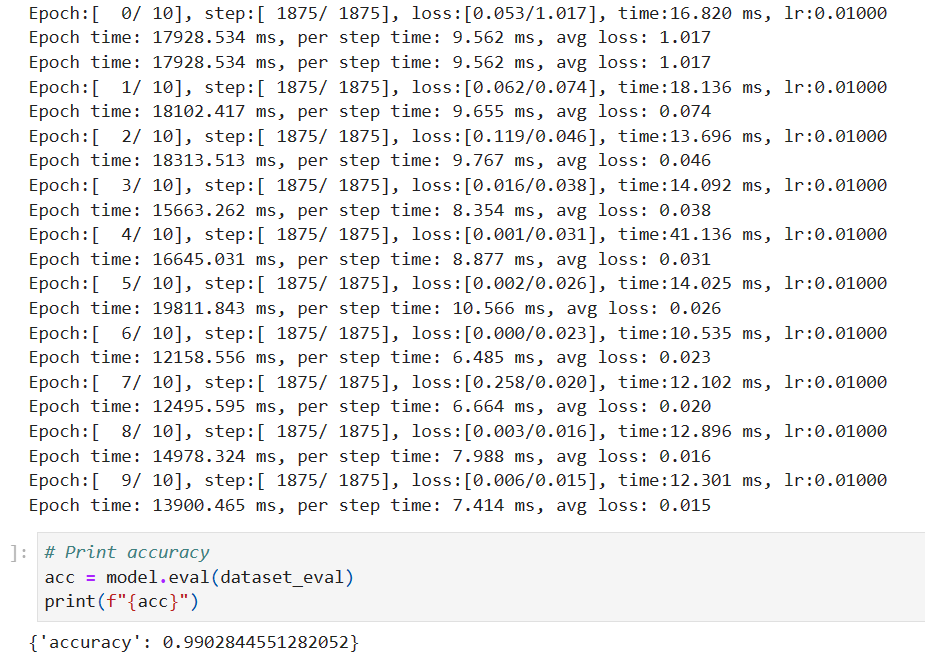 Epoch:[  0/ 10], step:[ 1875/ 1875], loss:[0.053/1.017], time:16.820 ms, lr:0.01000
Epoch time: 17928.534 ms, per step time: 9.562 ms, avg loss: 1.017
Epoch time: 17928.534 ms, per step time: 9.562 ms, avg loss: 1.017
Epoch:[  1/ 10], step:[ 1875/ 1875], loss:[0.062/0.074], time:18.136 ms, lr:0.01000
Epoch time: 18102.417 ms, per step time: 9.655 ms, avg loss: 0.074
Epoch:[  2/ 10], step:[ 1875/ 1875], loss:[0.119/0.046], time:13.696 ms, lr:0.01000
Epoch time: 18313.513 ms, per step time: 9.767 ms, avg loss: 0.046
Epoch:[  3/ 10], step:[ 1875/ 1875], loss:[0.016/0.038], time:14.092 ms, lr:0.01000
Epoch time: 15663.262 ms, per step time: 8.354 ms, avg loss: 0.038
Epoch:[  4/ 10], step:[ 1875/ 1875], loss:[0.001/0.031], time:41.136 ms, lr:0.01000
Epoch time: 16645.031 ms, per step time: 8.877 ms, avg loss: 0.031
Epoch:[  5/ 10], step:[ 1875/ 1875], loss:[0.002/0.026], time:14.025 ms, lr:0.01000
Epoch time: 19811.843 ms, per step time: 10.566 ms, avg loss: 0.026
Epoch:[  6/ 10], step:[ 1875/ 1875], loss:[0.000/0.023], time:10.535 ms, lr:0.01000
Epoch time: 12158.556 ms, per step time: 6.485 ms, avg loss: 0.023
Epoch:[  7/ 10], step:[ 1875/ 1875], loss:[0.258/0.020], time:12.102 ms, lr:0.01000
Epoch time: 12495.595 ms, per step time: 6.664 ms, avg loss: 0.020
Epoch:[  8/ 10], step:[ 1875/ 1875], loss:[0.003/0.016], time:12.896 ms, lr:0.01000
Epoch time: 14978.324 ms, per step time: 7.988 ms, avg loss: 0.016
Epoch:[  9/ 10], step:[ 1875/ 1875], loss:[0.006/0.015], time:12.301 ms, lr:0.01000
Epoch time: 13900.465 ms, per step time: 7.414 ms, avg loss: 0.015
]: # Print accuracy
acc = model.eval(dataset_eval)
print(f"{acc}")
{'accuracy': 0.9902844551282052}